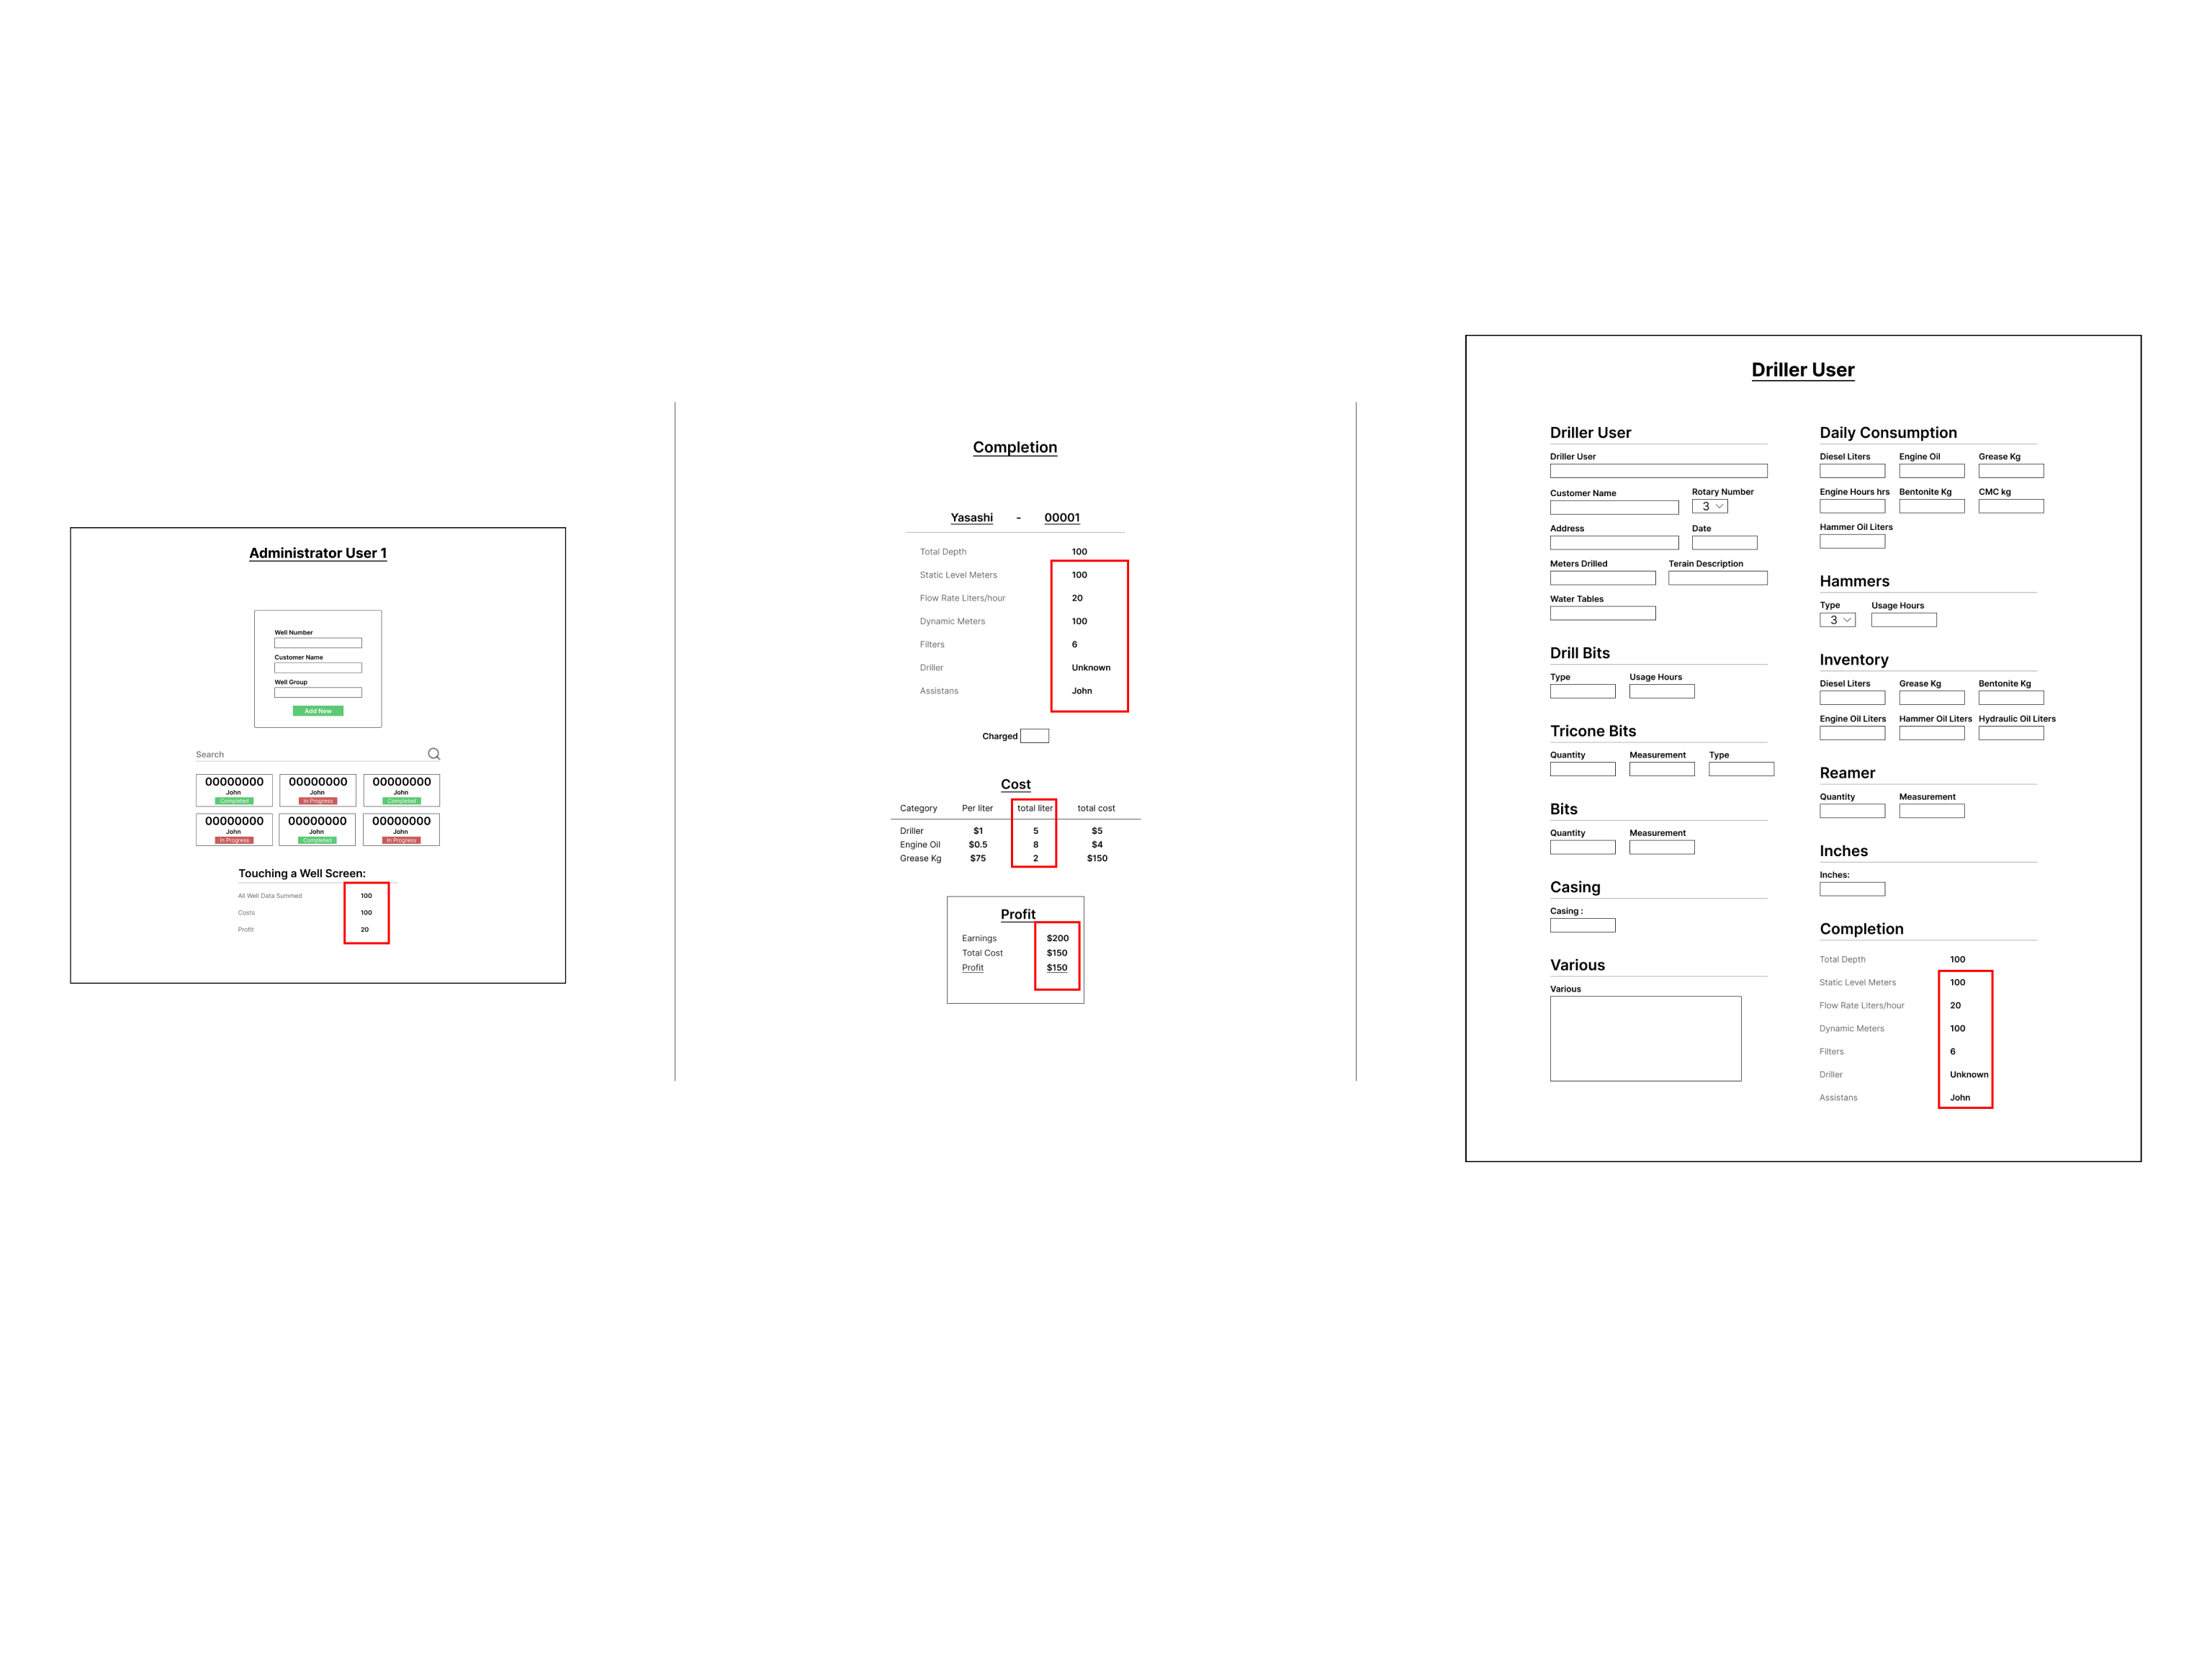 Administrator User 1
Well Number
Customer Name
Well Group
Add New
Search
00000000 00000000 00000000
John John John
Completed In Progress Completed
00000000 00000000 00000000
John John John
In Progress Completed In Progress
Touching a Well Screen:
All Well Data Summed 100
Costs 100
Profit 20
Completion
Yasashi - 00001
Total Depth 100
Static Level Meters 100
Flow Rate Liters/hour 20
Dynamic Meters 100
Filters 6
Driller Unknown
Assistans John
Charged
Cost
Category Per liter total liter total cost
Driller $1 5 $5
Engine Oil $0.5 8 $4
Grease Kg $75 2 $150
Profit
Earnings $200
Total Cost $150
Profit $150
Driller User
Driller User
Driller User
Customer Name Rotary Number
3
Address Date
Meters Drilled Terain Description
Water Tables
Drill Bits
Type Usage Hours
Tricone Bits
Quantity Measurement Type
Bits
Quantity Measurement
Casing
Casing :
Various
Various
Daily Consumption
Diesel Liters Engine Oil Grease Kg
Engine Hours hrs Bentonite Kg CMC kg
Hammer Oil Liters
Hammers
Type Usage Hours
3
Inventory
Diesel Liters Grease Kg Bentonite Kg
Engine Oil Liters Hammer Oil Liters Hydraulic Oil Liters
Reamer
Quantity Measurement
Inches
Inches:
Completion
Total Depth 100
Static Level Meters 100
Flow Rate Liters/hour 20
Dynamic Meters 100
Filters 6
Driller Unknown
Assistans John